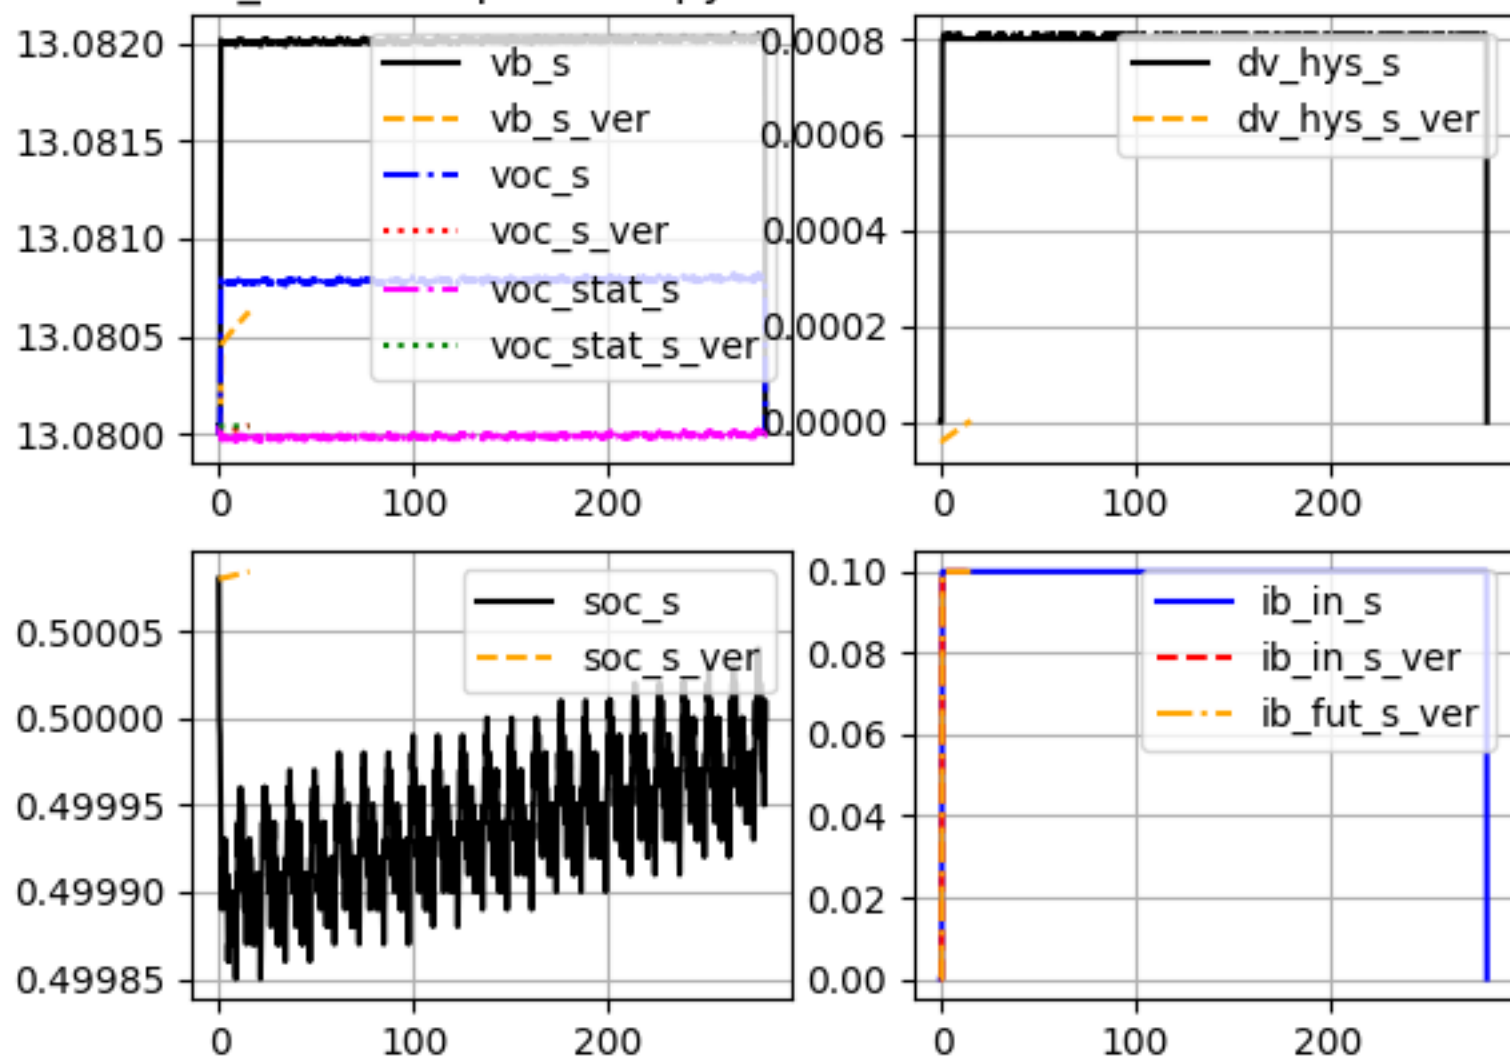 13.0820
13.0815
13.0810
13.0805
13.0800
vb_s
vb_s_ver
voc_s
voc_s_ver
voc_stat_s
voc_stat_s_ver
0 100 200
0.0008
0.0006
0.0004
0.0002
0.0000
dv_hys_s
dv_hys_s_ver
0 100 200
0.50005
0.50000
0.49995
0.49990
0.49985
soc_s
soc_s_ver
0 100 200
0.10
0.08
0.06
0.04
0.02
0.00
ib_in_s
ib_in_s_ver
ib_fut_s_ver
0 100 200